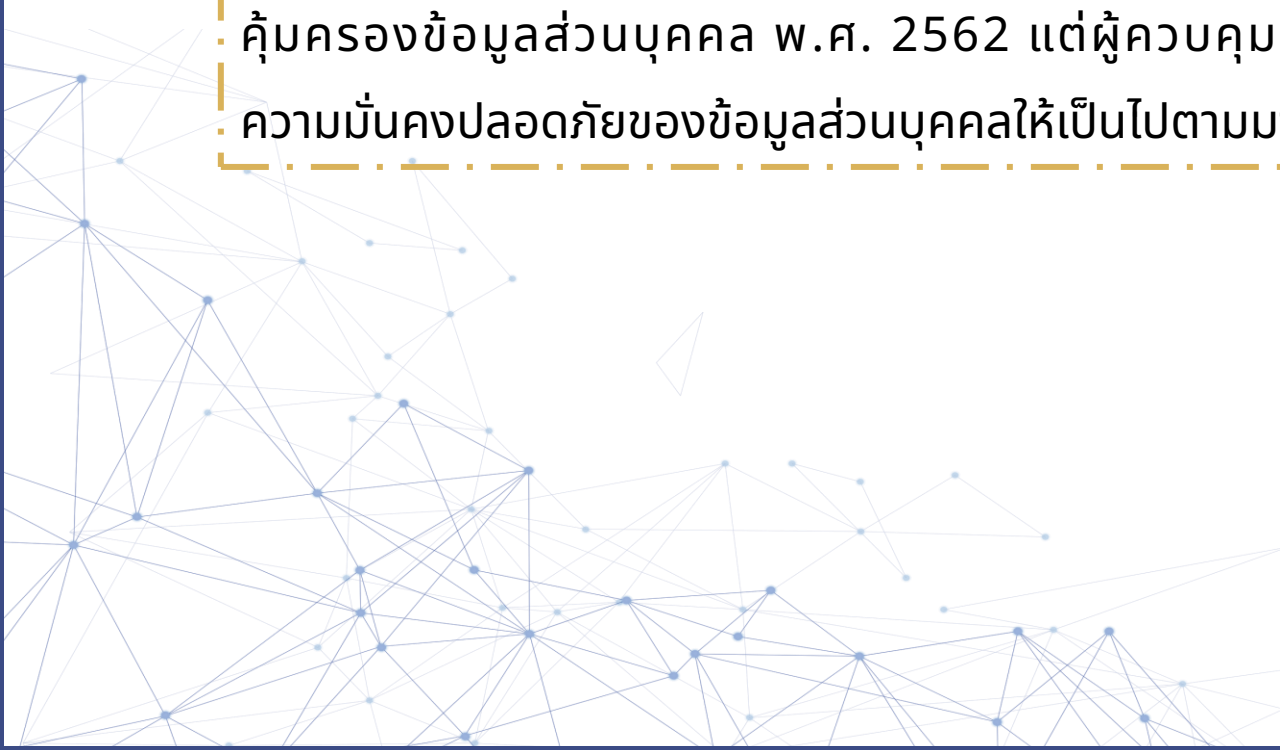 คุ้มครองข้อมูลส่วนบุคคล พ.ศ. 2562 แต่ผู้ควบคุม
ความมั่นคงปลอดภัยของข้อมูลส่วนบุคคลให้เป็นไปตามม